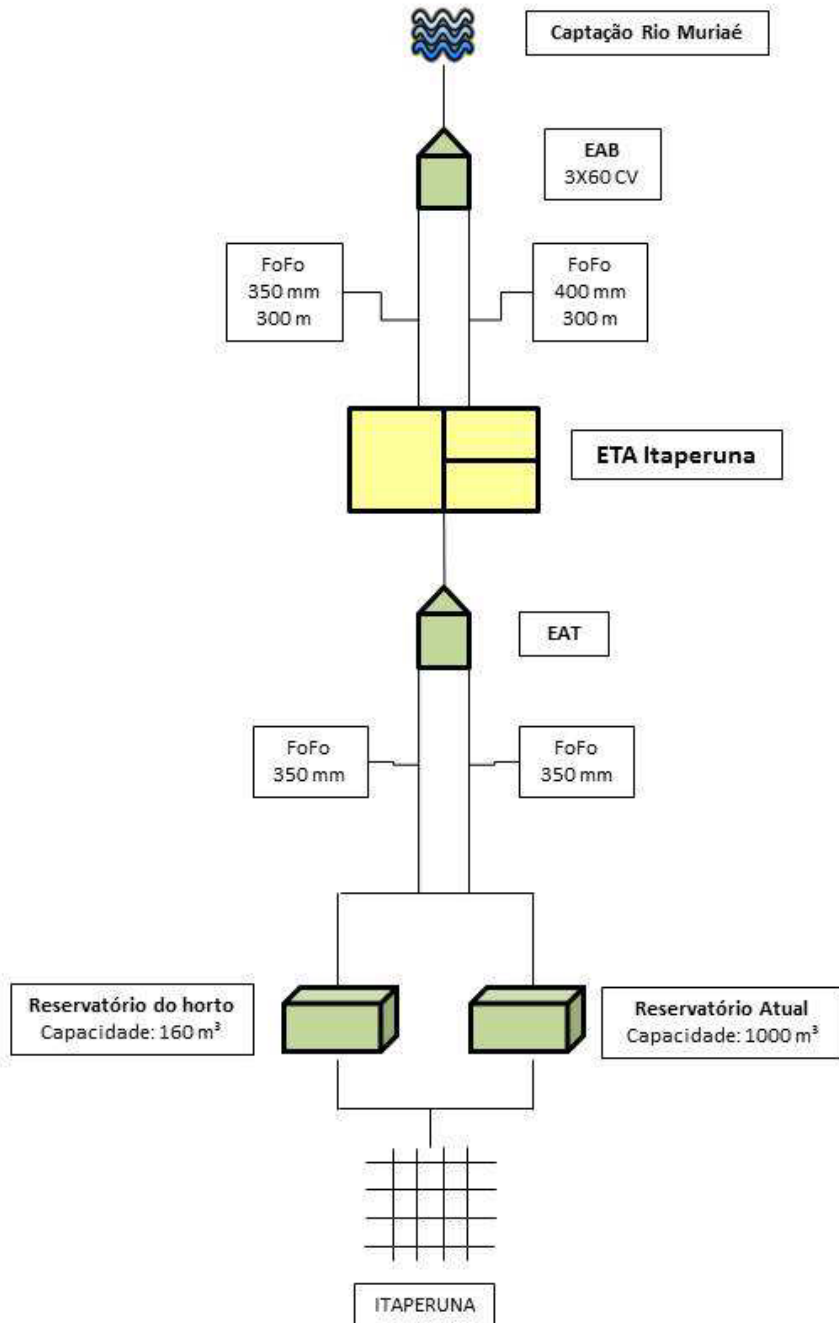 Captação Rio Muriaé
EAB
3X60 CV
FoFo
350 mm
300 m
FoFo
400 mm
300 m
ETA Itaperuna
EAT
FoFo
350 mm
FoFo
350 mm
Reservatório do horto
Capacidade: 160 m³
Reservatório Atual
Capacidade: 1000 m³
ITAPERUNA